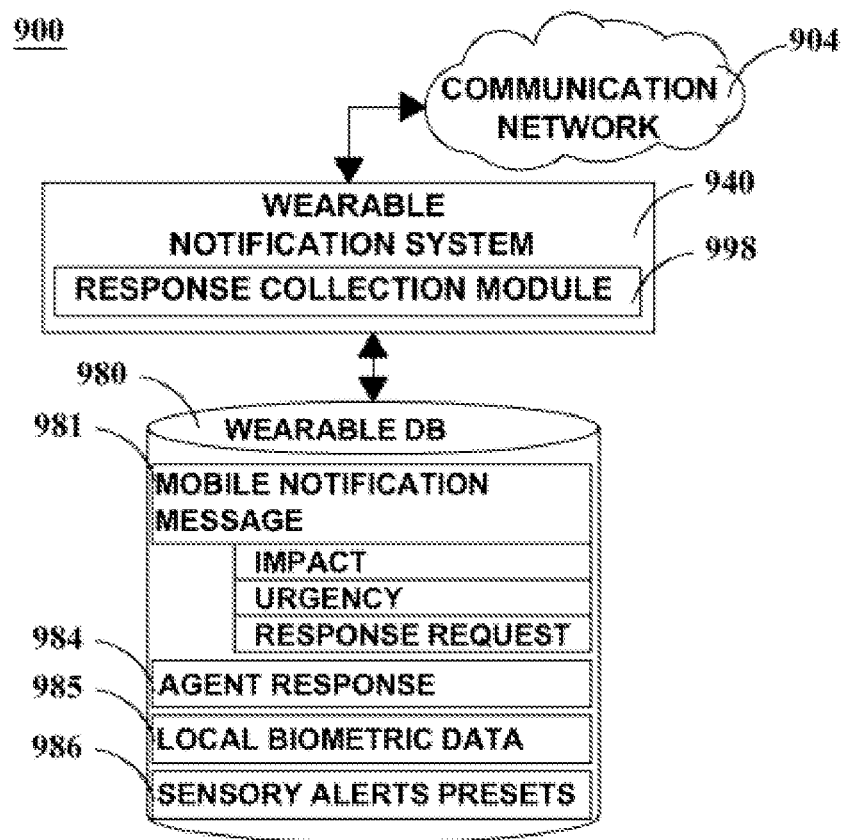 900
904
COMMUNICATION
NETWORK
940
WEARABLE
NOTIFICATION SYSTEM
998
RESPONSE COLLECTION MODULE
980
WEARABLE DB
981
MOBILE NOTIFICATION
MESSAGE
IMPACT
URGENCY
RESPONSE REQUEST
984
AGENT RESPONSE
985
LOCAL BIOMETRIC DATA
986
SENSORY ALERTS PRESETS